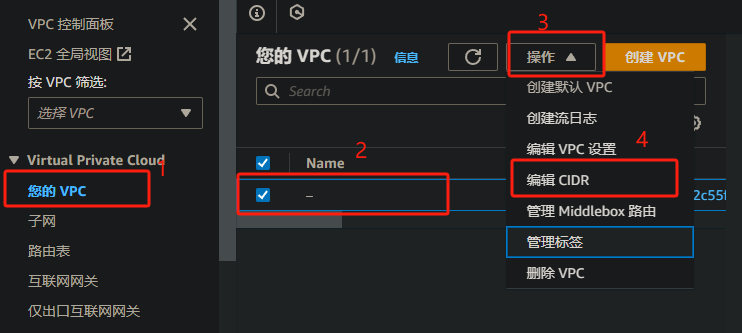 VPC 控制面板
EC2 全局视图
按 VPC 筛选:
选择 VPC
Virtual Private Cloud
1
您的 VPC
子网
路由表
互联网网关
仅出口互联网网关
您的 VPC (1/1)
信息
3
操作
创建 VPC
Search
2
Name
–
创建默认 VPC
创建流日志
编辑 VPC 设置
4
编辑 CIDR
管理 Middlebox 路由
管理标签
删除 VPC